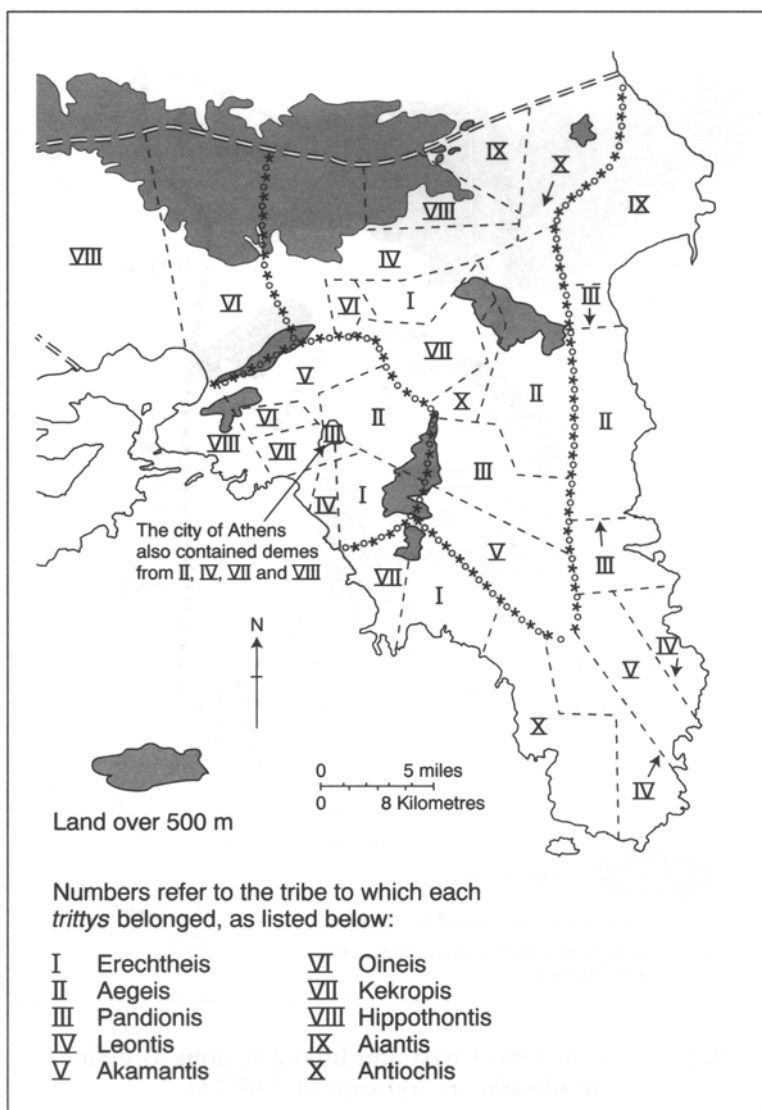 IX
X
VIII
IX
VIII
IV
III
I
VI
VI
VII
V
II
X
VI
II
II
III
VIII
VII
III
I
IV
The city of Athens
also contained demes
from II, IV, VII and VIII
V
III
VII
I
N
IV
V
X
IV
0 5 miles
0 8 Kilometres
Land over 500 m
Numbers refer to the tribe to which each
trittys belonged, as listed below:
I Erechtheis VI Oineis
II Aegeis VII Kekropis
III Pandionis VIII Hippothontis
IV Leontis IX Aiantis
V Akamantis X Antiochis